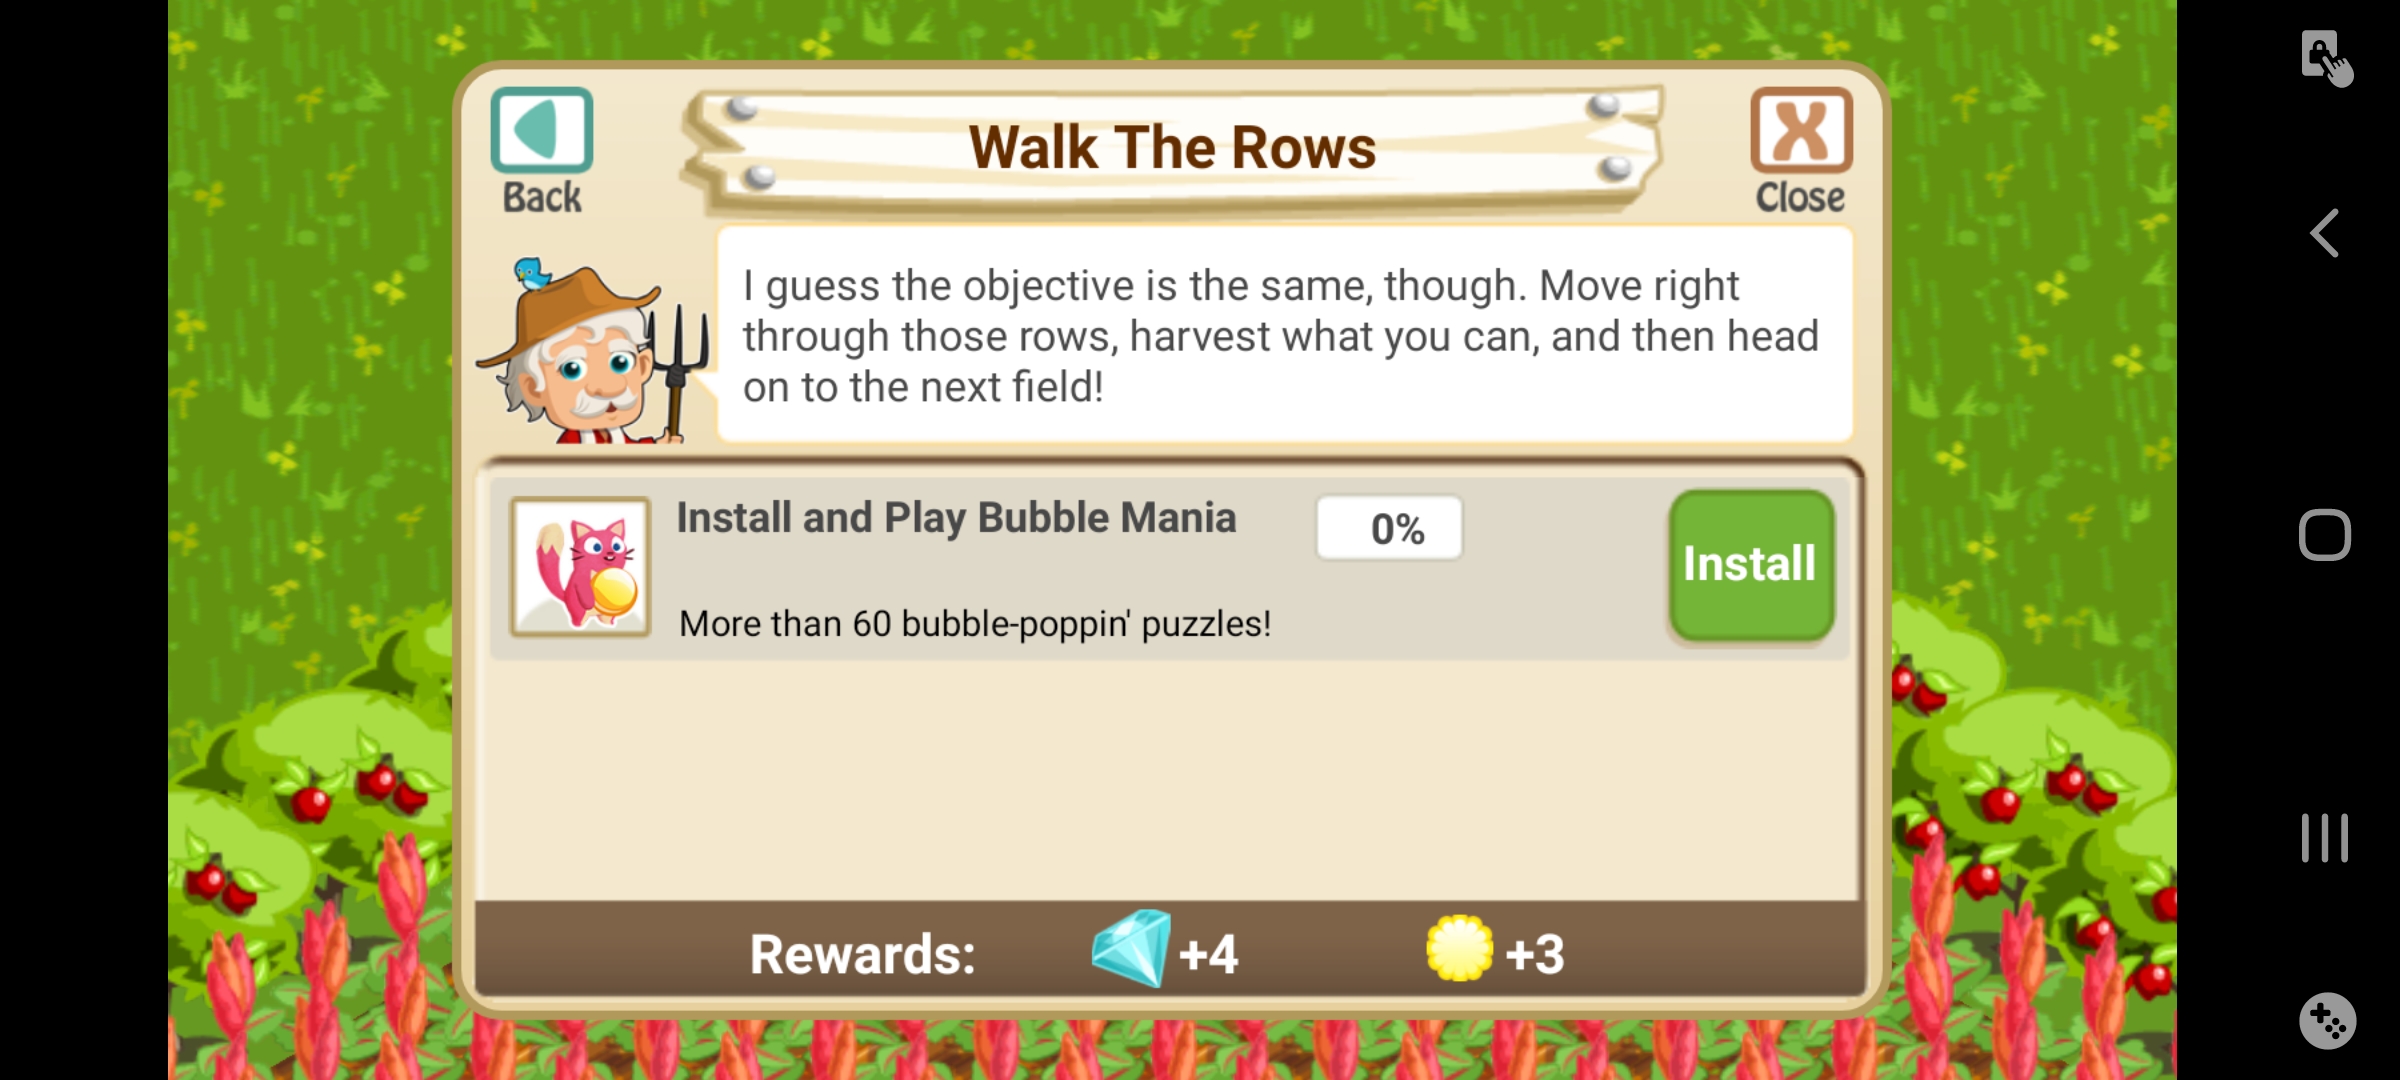 Walk The Rows
Back
Close
I guess the objective is the same, though. Move right
through those rows, harvest what you can, and then head
on to the next field!
Install and Play Bubble Mania
0%
Install
More than 60 bubble-poppin' puzzles!
Rewards:
+4
+3